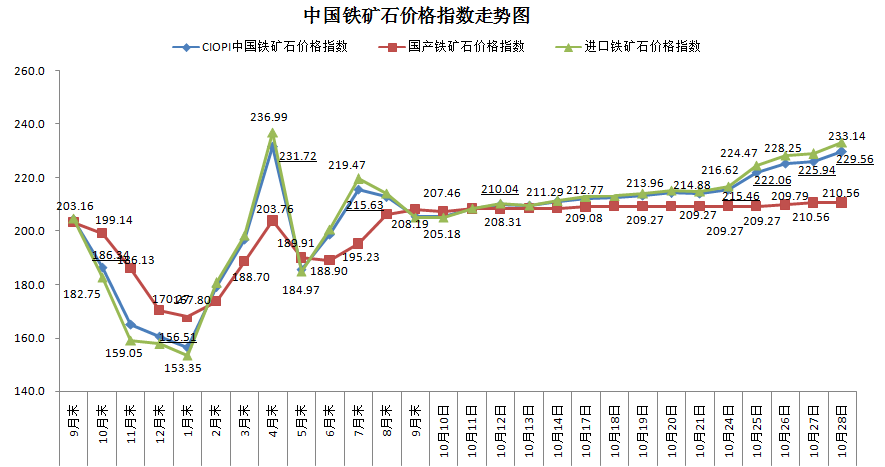 中国铁矿石价格指数走势图
CIOPI中国铁矿石价格指数
国产铁矿石价格指数
进口铁矿石价格指数
260.0
240.0
220.0
200.0
180.0
160.0
140.0
203.16
182.75
199.14
186.34
186.13
159.05
170.27
156.51
167.80
153.35
188.70
236.99
231.72
203.76
189.91
184.97
188.90
219.47
215.63
195.23
208.19
207.46
205.18
210.04
208.31
211.29
212.77
209.08
213.96
209.27
214.88
209.27
216.62
215.46
209.27
224.47
222.06
209.27
228.25
209.79
225.94
210.56
233.14
229.56
210.56
9月末
10月末
11月末
12月末
1月末
2月末
3月末
4月末
5月末
6月末
7月末
8月末
9月末
10月10日
10月11日
10月12日
10月13日
10月14日
10月17日
10月18日
10月19日
10月20日
10月21日
10月24日
10月25日
10月26日
10月27日
10月28日